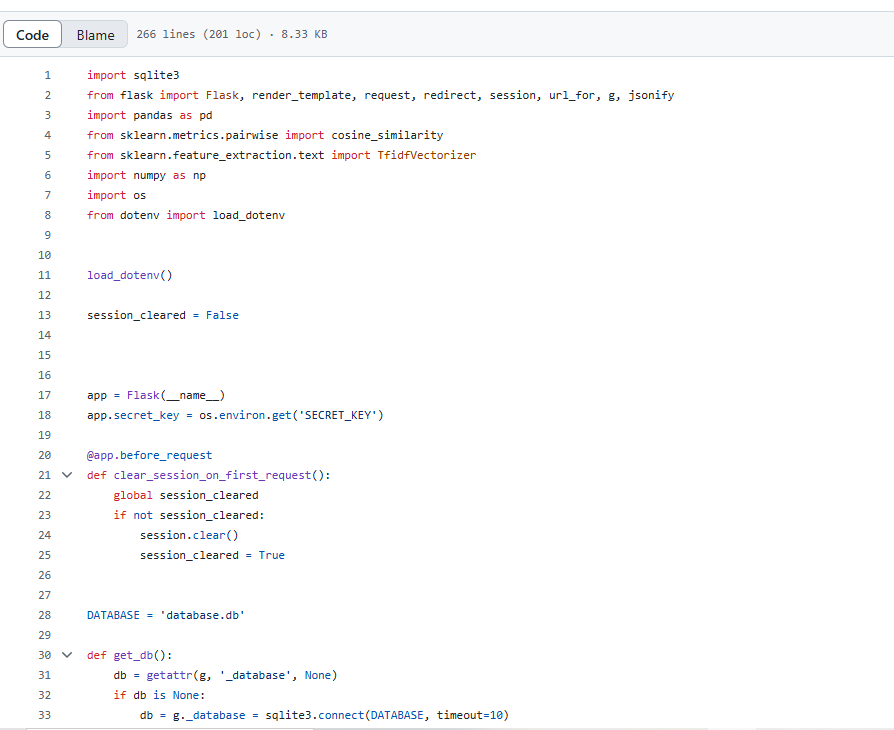 Code Blame 266 lines (201 loc) · 8.33 KB
1 import sqlite3
2 from flask import Flask, render_template, request, redirect, session, url_for, g, jsonify
3 import pandas as pd
4 from sklearn.metrics.pairwise import cosine_similarity
5 from sklearn.feature_extraction.text import TfidfVectorizer
6 import numpy as np
7 import os
8 from dotenv import load_dotenv
9
10
11 load_dotenv()
12
13 session_cleared = False
14
15
16
17 app = Flask(__name__)
18 app.secret_key = os.environ.get('SECRET_KEY')
19
20 @app.before_request
21 def clear_session_on_first_request():
22     global session_cleared
23     if not session_cleared:
24         session.clear()
25         session_cleared = True
26
27
28 DATABASE = 'database.db'
29
30 def get_db():
31     db = getattr(g, '_database', None)
32     if db is None:
33         db = g._database = sqlite3.connect(DATABASE, timeout=10)